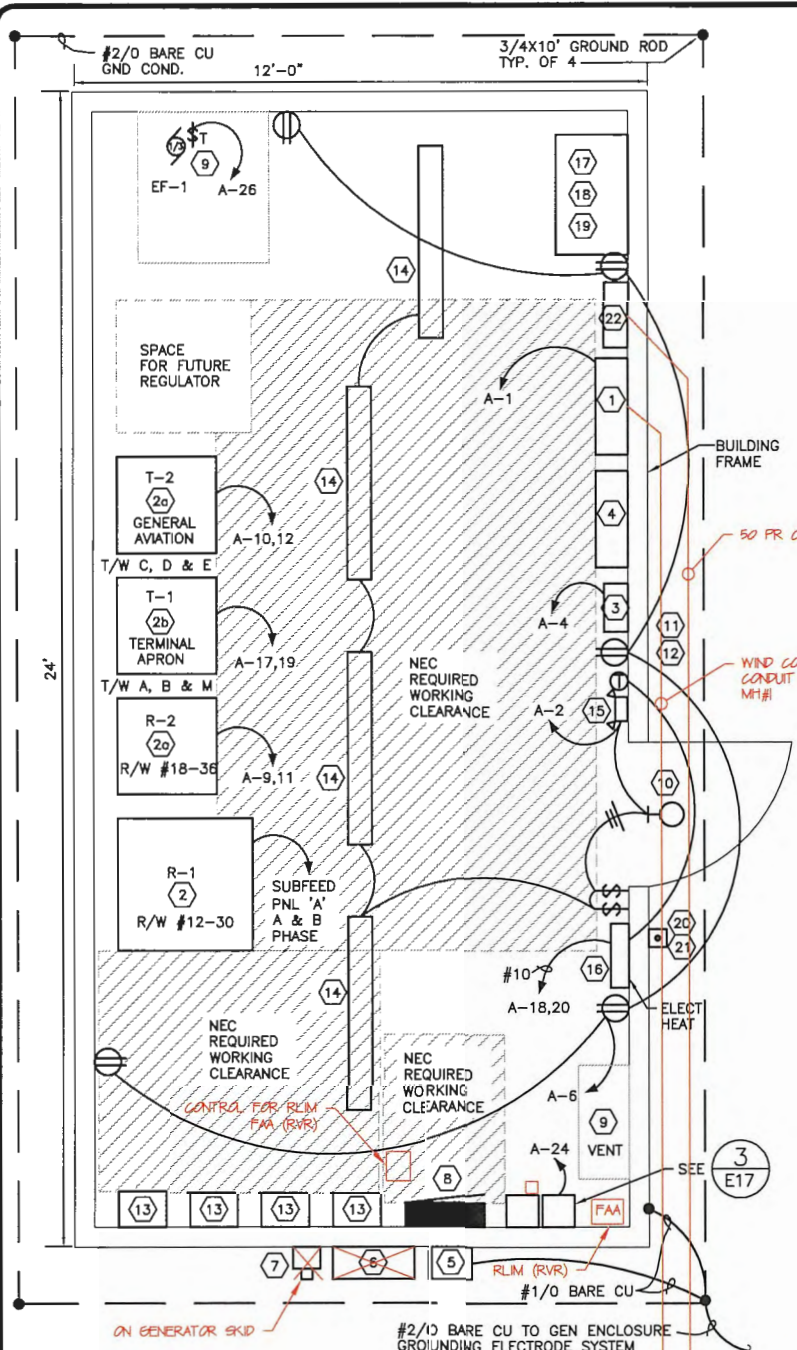 #2/0 BARE CU
GND COND.
12'-0"
3/4X10' GROUND ROD
TYP. OF 4
1/3
$T
9
EF-1
A-26
17
18
19
14
22
SPACE
FOR FUTURE
REGULATOR
A-1
1
BUILDING
FRAME
T-2
2a
GENERAL
AVIATION
A-10,12
14
4
50 PR
T/W C, D & E
24'
T-1
2b
TERMINAL
APRON
A-17,19
A-4
3
11
12
T/W A, B & M
NEC
REQUIRED
WORKING
CLEARANCE
WIND
CONDUIT
MH#1
R-2
2a
R/W #18-36
A-9,11
A-2
15
14
10
R-1
2
R/W #12-30
SUBFEED
PNL 'A'
A & B
PHASE
$
$
20
21
#10
16
A-18,20
ELECT
HEAT
14
NEC
REQUIRED
WORKING
CLEARANCE
NEC
REQUIRED
WORKING
CLEARANCE
CONTROL FOR RLIM
FAA (RVR)
A-6
9
VENT
A-24
SEE
3
E17
8
13
13
13
13
FAA
7
6
5
RLIM (RVR)
#1/0 BARE CU
ON GENERATOR SKID
#2/0 BARE CU TO GEN ENCLOSURE
GROUNDING ELECTRODE SYSTEM